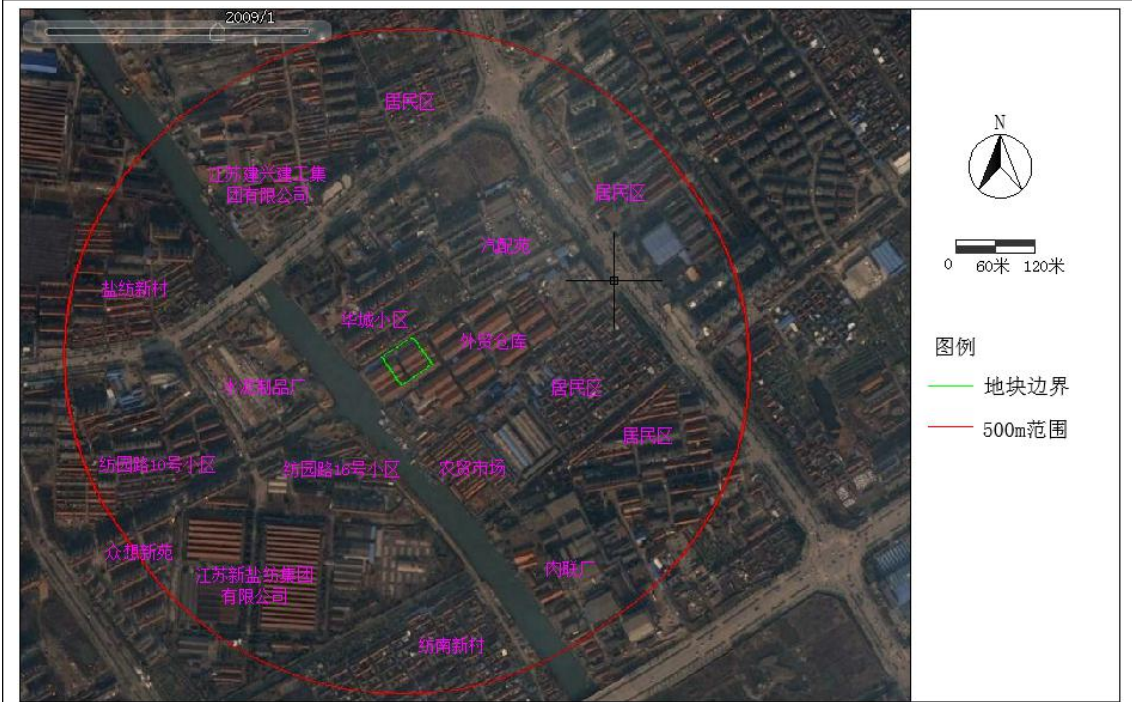 2009/1
居民区
江苏建兴建工集
团有限公司
居民区
汽配苑
盐纺新村
华城小区
外贸仓库
水泥制品厂
居民区
居民区
纺园路10号小区
纺园路16号小区
农贸市场
众想新苑
江苏新盐纺集团
有限公司
内联厂
纺南新村
N
0 60米 120米
图例
地块边界
500m范围